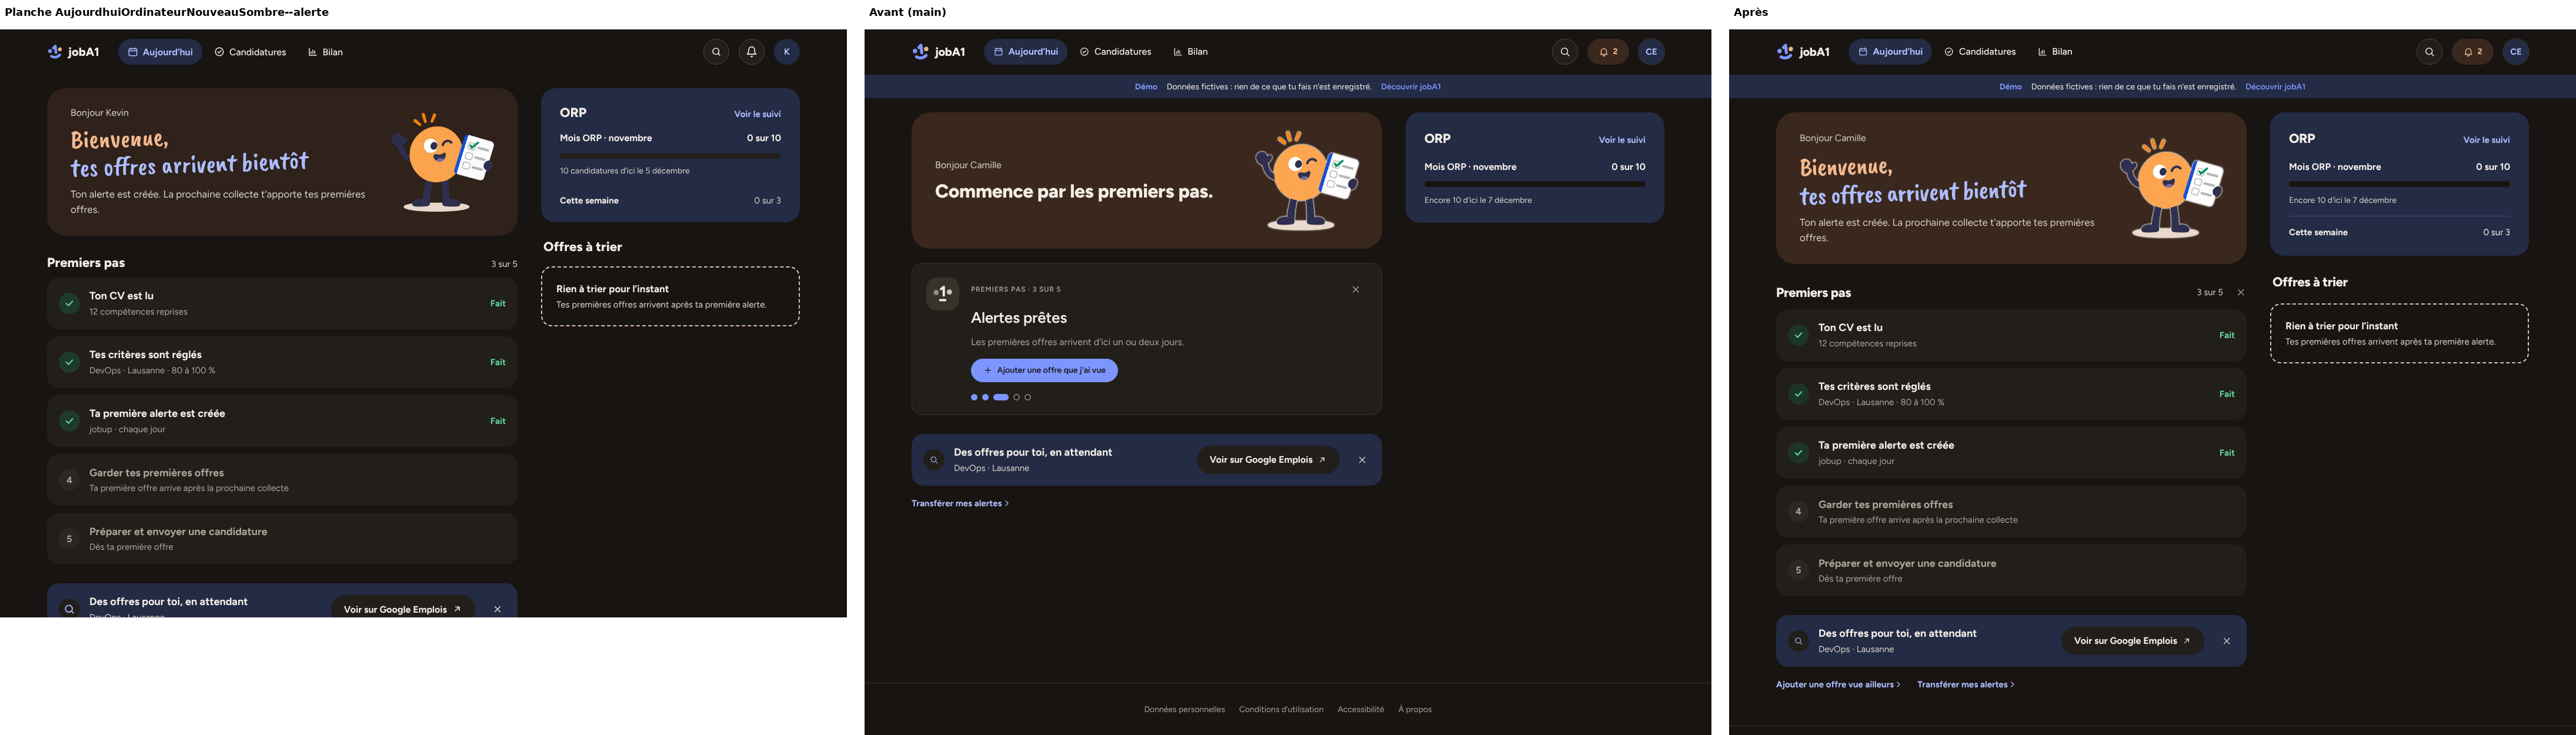 Planche AujourdhuiOrdinateurNouveauSombre--alerte
jobA1
Aujourd'hui
Candidatures
Bilan
K
Bonjour Kevin
Bienvenue,
tes offres arrivent bientôt
Ton alerte est créée. La prochaine collecte t'apporte tes premières
offres.
ORP
Voir le suivi
Mois ORP · novembre
0 sur 10
10 candidatures d'ici le 5 décembre
Cette semaine
0 sur 3
Premiers pas
3 sur 5
Ton CV est lu
12 compétences reprises
Fait
Tes critères sont réglés
DevOps · Lausanne · 80 à 100 %
Fait
Ta première alerte est créée
jobup · chaque jour
Fait
4
Garder tes premières offres
Ta première offre arrive après la prochaine collecte
5
Préparer et envoyer une candidature
Dès ta première offre
Des offres pour toi, en attendant
DevOps · Lausanne
Voir sur Google Emplois
Offres à trier
Rien à trier pour l'instant
Tes premières offres arrivent après ta première alerte.
Avant (main)
jobA1
Aujourd'hui
Candidatures
Bilan
2
CE
Démo Données fictives : rien de ce que tu fais n'est enregistré. Découvrir jobA1
Bonjour Camille
Commence par les premiers pas.
ORP
Voir le suivi
Mois ORP · novembre
0 sur 10
Encore 10 d'ici le 7 décembre
1
PREMIERS PAS · 3 SUR 5
Alertes prêtes
Les premières offres arrivent d'ici un ou deux jours.
Ajouter une offre que j'ai vue
Des offres pour toi, en attendant
DevOps · Lausanne
Voir sur Google Emplois
Transférer mes alertes
Données personnelles
Conditions d'utilisation
Accessibilité
À propos
Après
jobA1
Aujourd'hui
Candidatures
Bilan
2
CE
Démo Données fictives : rien de ce que tu fais n'est enregistré. Découvrir jobA1
Bonjour Camille
Bienvenue,
tes offres arrivent bientôt
Ton alerte est créée. La prochaine collecte t'apporte tes premières
offres.
ORP
Voir le suivi
Mois ORP · novembre
0 sur 10
Encore 10 d'ici le 7 décembre
Cette semaine
0 sur 3
Premiers pas
3 sur 5
Ton CV est lu
12 compétences reprises
Fait
Tes critères sont réglés
DevOps · Lausanne · 80 à 100 %
Fait
Ta première alerte est créée
jobup · chaque jour
Fait
4
Garder tes premières offres
Ta première offre arrive après la prochaine collecte
5
Préparer et envoyer une candidature
Dès ta première offre
Des offres pour toi, en attendant
DevOps · Lausanne
Voir sur Google Emplois
Ajouter une offre vue ailleurs
Transférer mes alertes
Offres à trier
Rien à trier pour l'instant
Tes premières offres arrivent après ta première alerte.